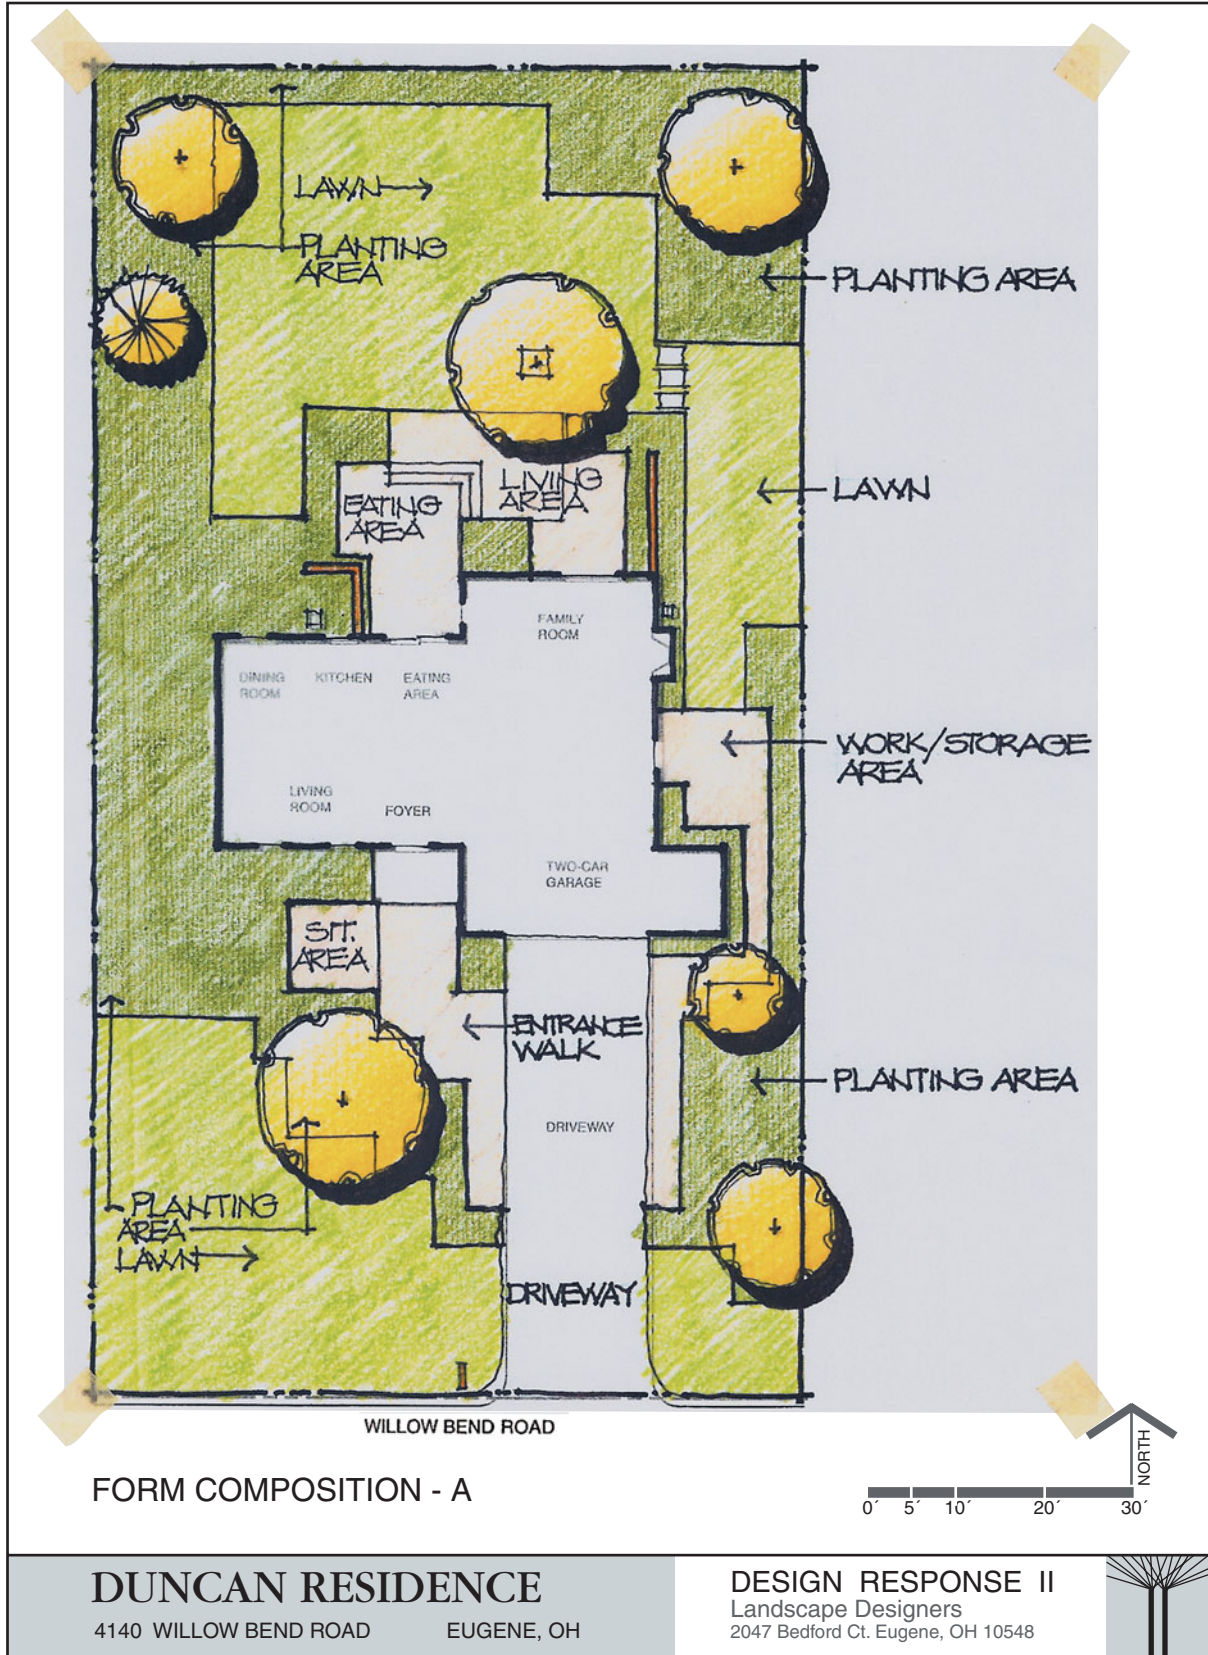 LAWN
PLANTING
AREA
PLANTING AREA
LAWN
LIVING
AREA
EATING
AREA
FAMILY
ROOM
DINING
ROOM
KITCHEN
EATING
AREA
WORK/STORAGE
AREA
LIVING
ROOM
FOYER
TWO-CAR
GARAGE
SIT.
AREA
ENTRANCE
WALK
PLANTING AREA
DRIVEWAY
PLANTING
AREA
LAWN
DRIVEWAY
WILLOW BEND ROAD
NORTH
FORM COMPOSITION - A
0´ 5´ 10´ 20´ 30´
DUNCAN RESIDENCE
4140 WILLOW BEND ROAD EUGENE, OH
DESIGN RESPONSE II
Landscape Designers
2047 Bedford Ct. Eugene, OH 10548